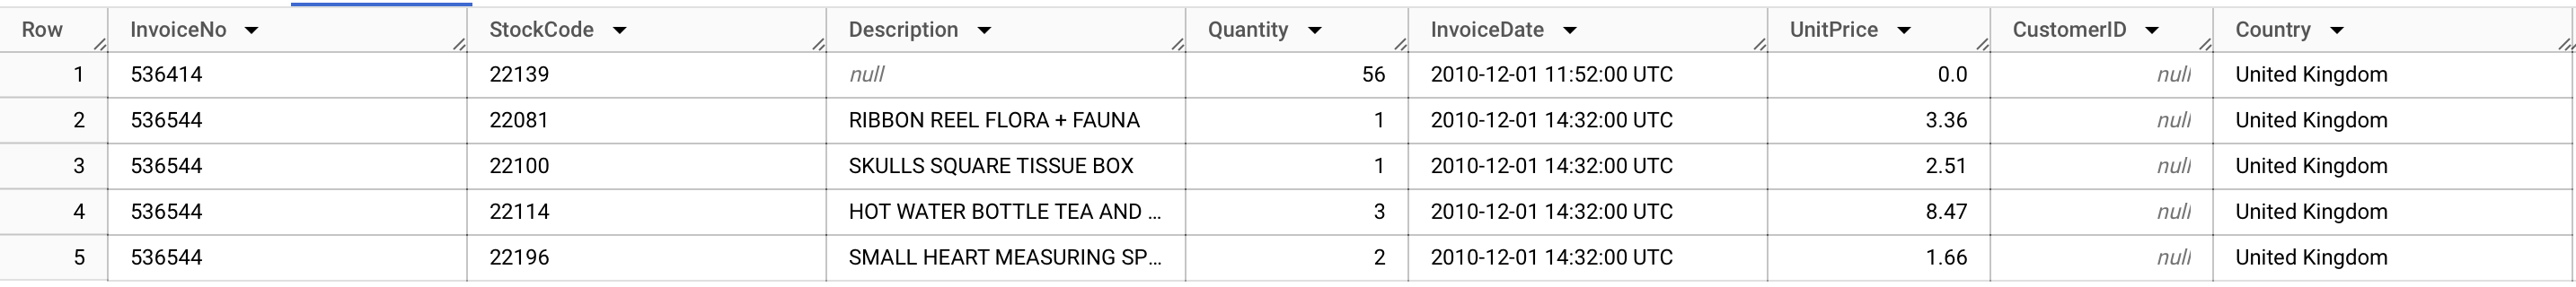 Row InvoiceNo StockCode Description Quantity InvoiceDate UnitPrice CustomerID Country
1 536414 22139 null 56 2010-12-01 11:52:00 UTC 0.0 null United Kingdom
2 536544 22081 RIBBON REEL FLORA + FAUNA 1 2010-12-01 14:32:00 UTC 3.36 null United Kingdom
3 536544 22100 SKULLS SQUARE TISSUE BOX 1 2010-12-01 14:32:00 UTC 2.51 null United Kingdom
4 536544 22114 HOT WATER BOTTLE TEA AND ... 3 2010-12-01 14:32:00 UTC 8.47 null United Kingdom
5 536544 22196 SMALL HEART MEASURING SP... 2 2010-12-01 14:32:00 UTC 1.66 null United Kingdom